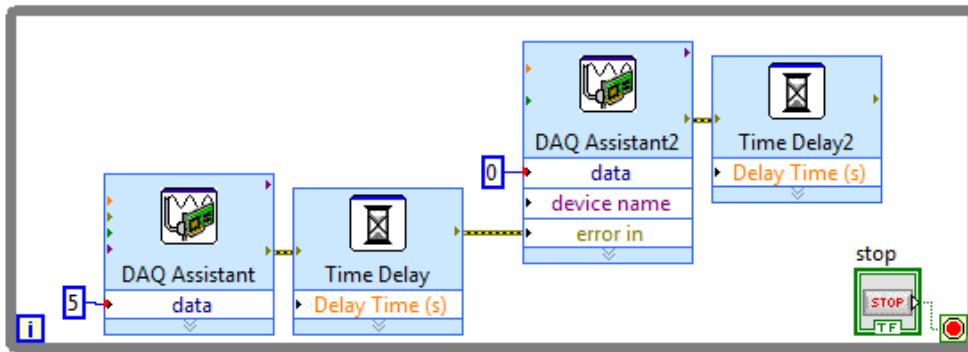 DAQ Assistant2
0
data
device name
error in
Time Delay2
Delay Time (s)
DAQ Assistant
5
data
Time Delay
Delay Time (s)
stop
STOP
TF
i